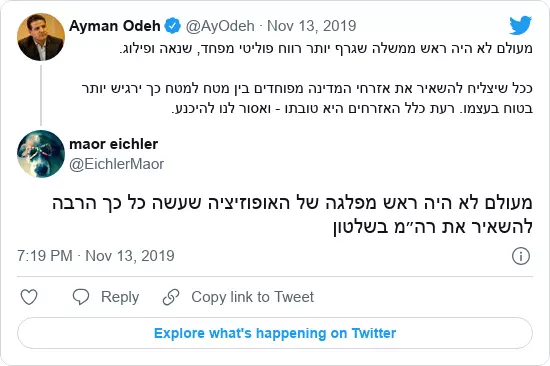 Ayman Odeh @AyOdeh · Nov 13, 2019
מעולם לא היה ראש ממשלה שגרף יותר רווח פוליטי מפחד, שנאה ופילוג.
ככל שיצליח להשאיר את אזרחי המדינה מפוחדים בין מטח למטח כך ירגיש יותר
בטוח בעצמו. רעת כלל האזרחים היא טובתו - ואסור לנו להיכנע.
maor eichler
@EichlerMaor
מעולם לא היה ראש מפלגה של האופוזיציה שעשה כל כך הרבה
להשאיר את רה״מ בשלטון
7:19 PM · Nov 13, 2019
Reply
Copy link to Tweet
Explore what's happening on Twitter